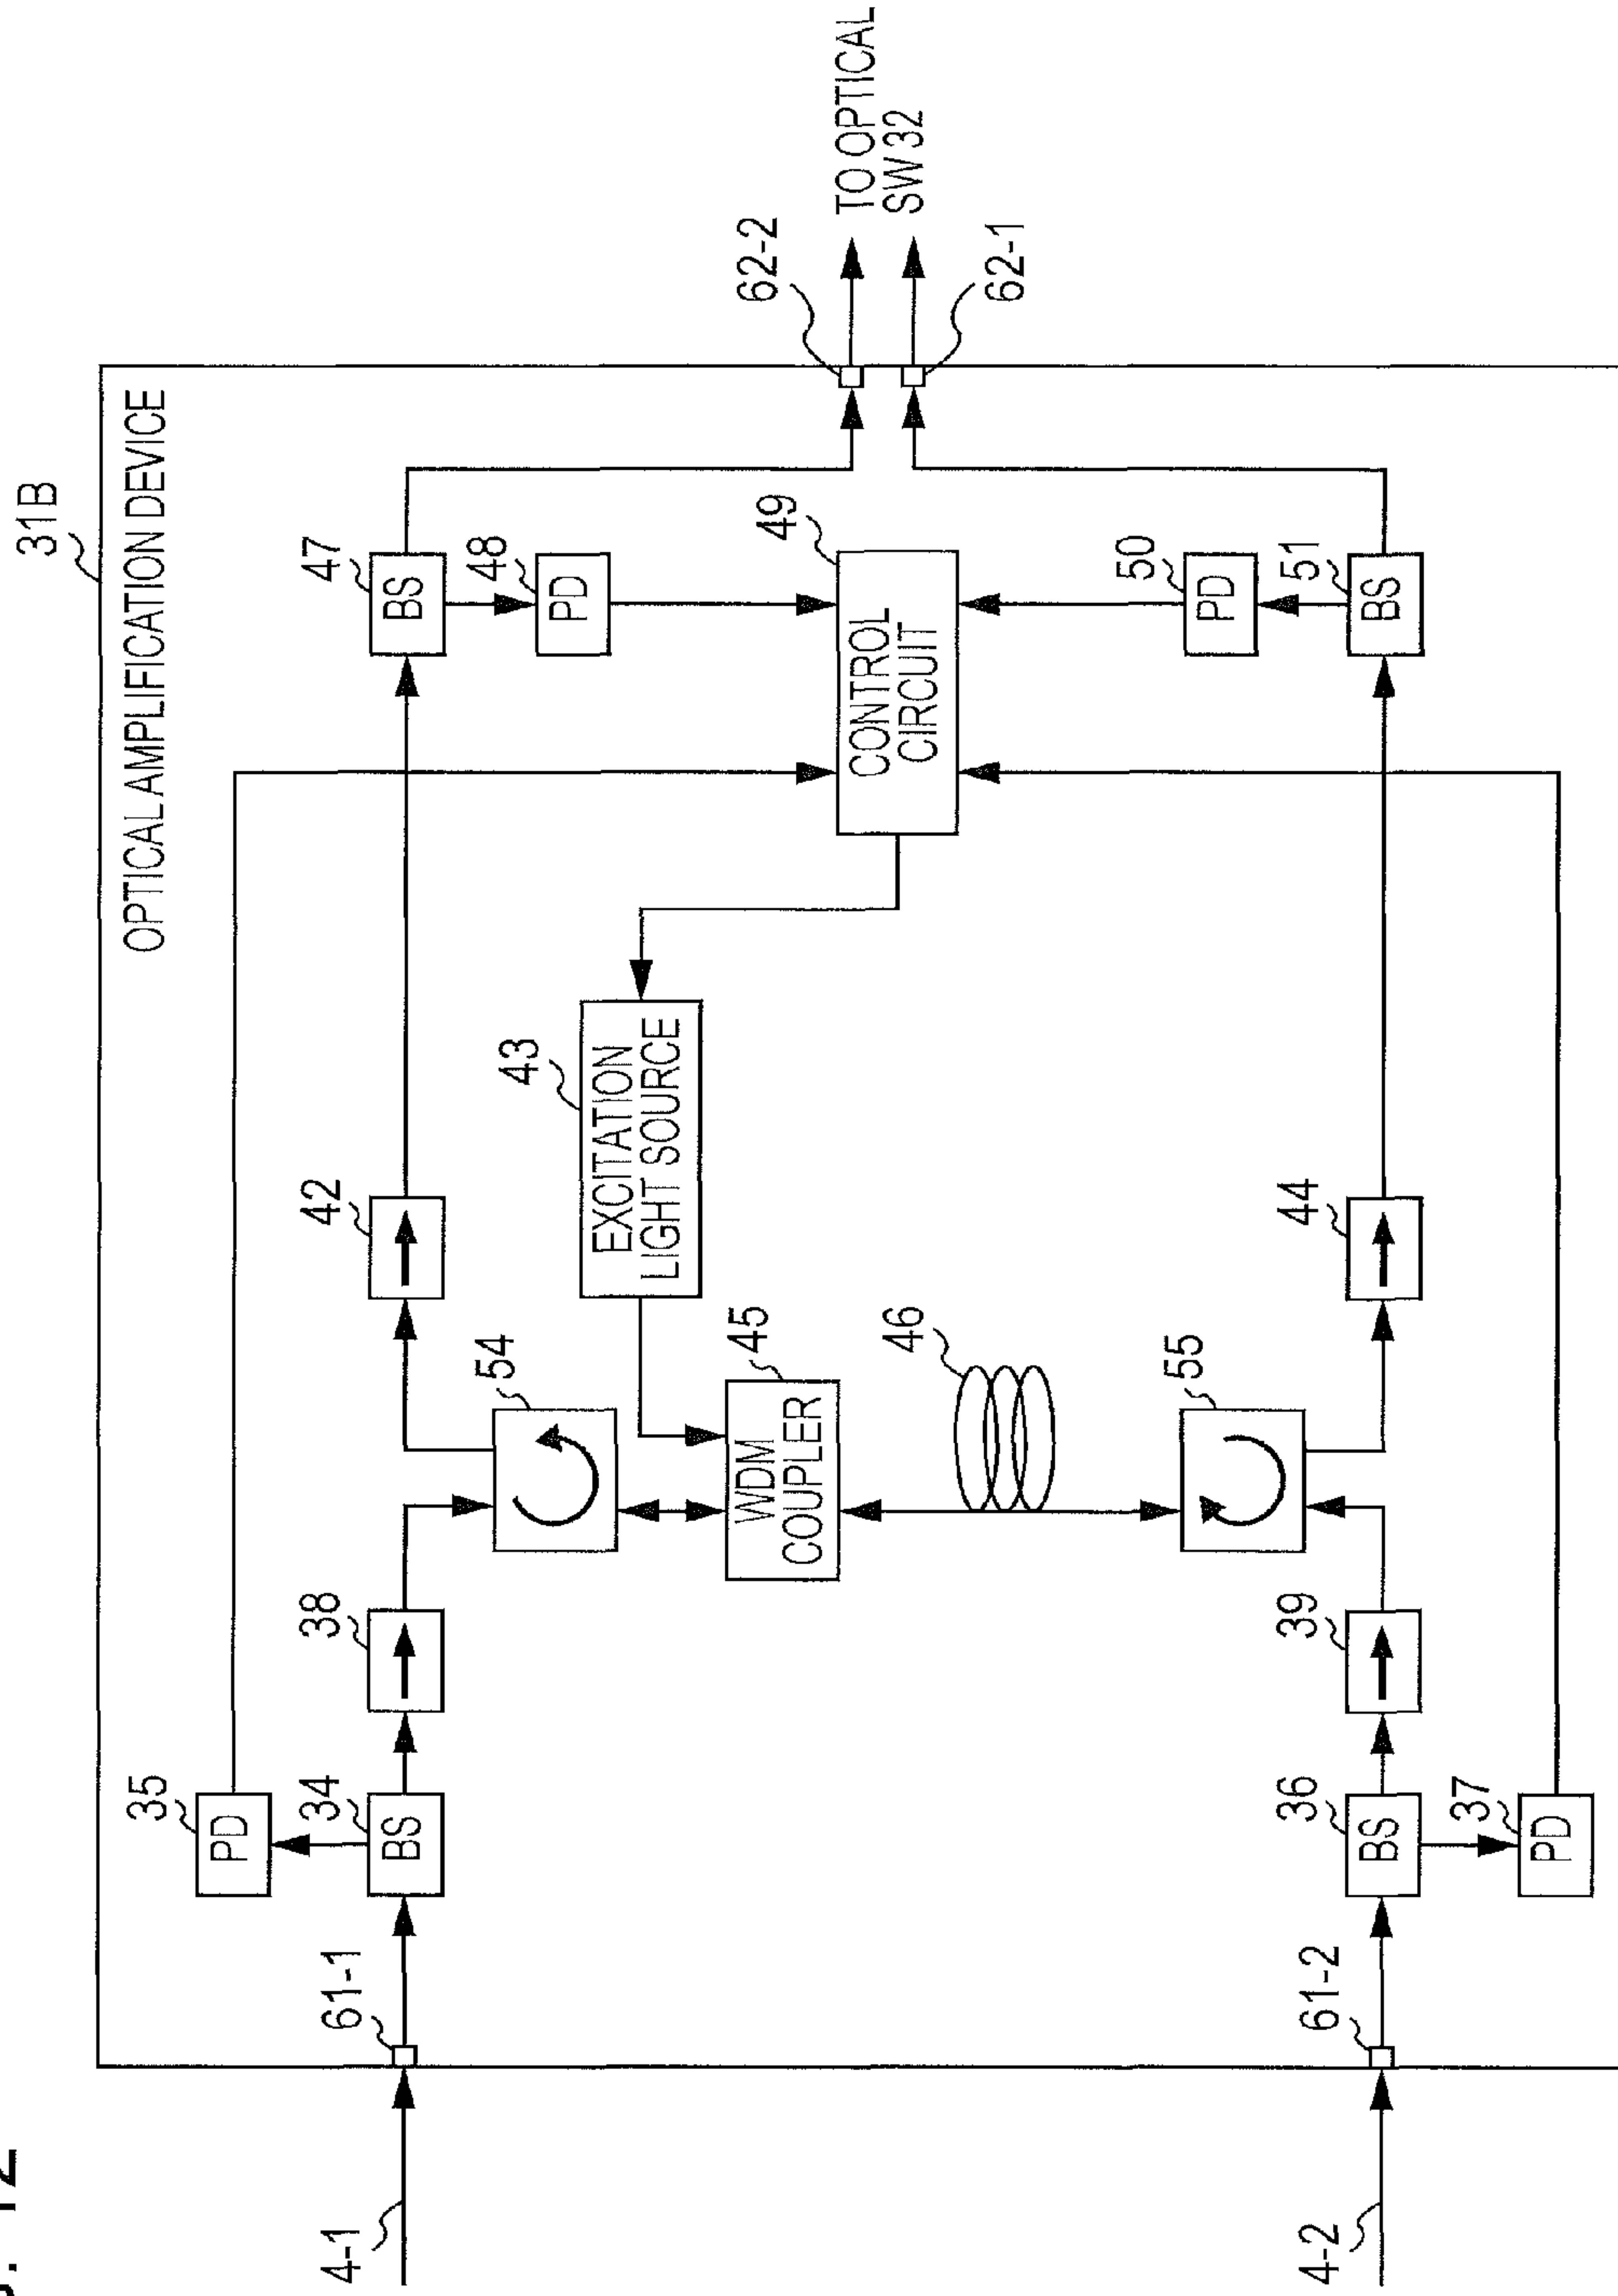 31B
OPTICAL AMPLIFICATION DEVICE
35
PD
4-1
61-1
34
BS
38
42
47
BS
54
48
PD
43
EXCITATION
LIGHT SOURCE
62-2
TO OPTICAL
SW 32
62-1
45
WDM
COUPLER
49
CONTROL
CIRCUIT
46
50
PD
55
4-2
61-2
36
BS
39
44
51
BS
37
PD